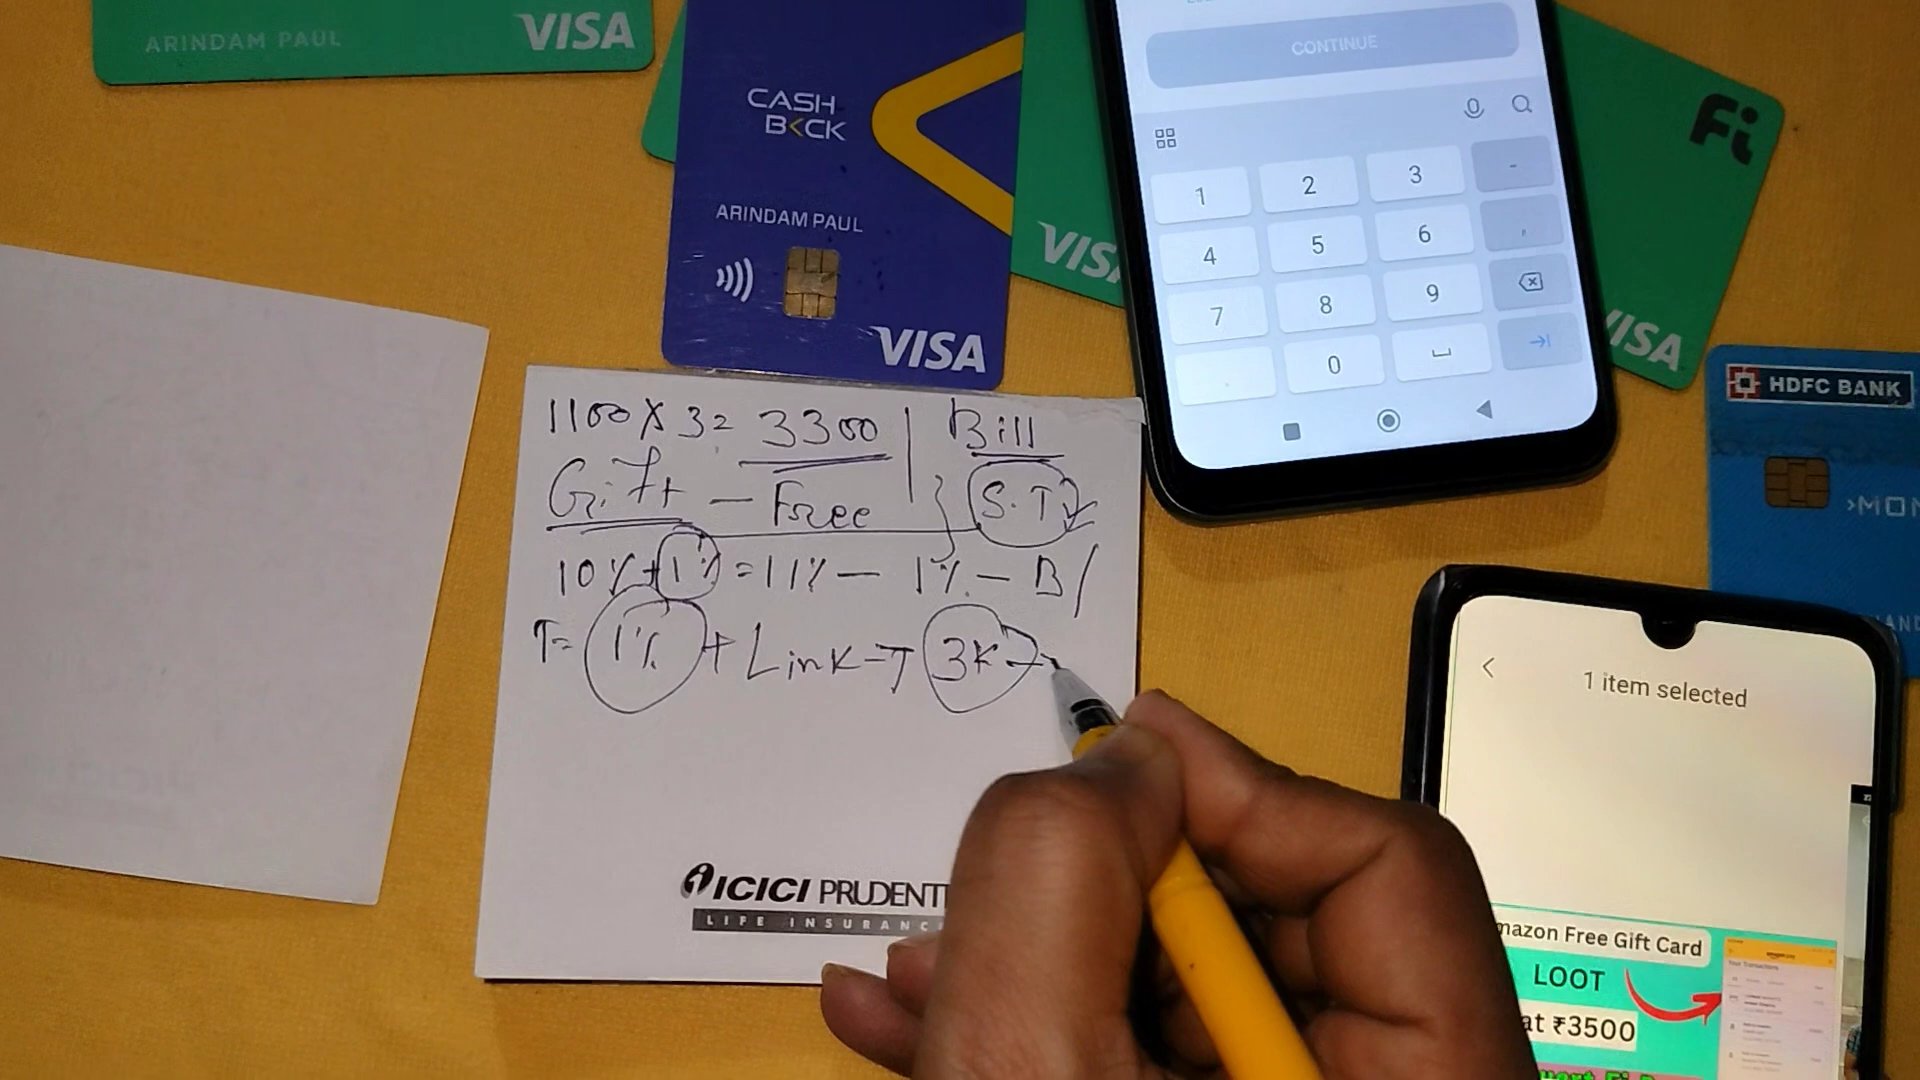 ARINDAM PAUL
VISA
CASH
BACK
ARINDAM PAUL
VISA
VISA
CONTINUE
1 2 3 -
4 5 6 ,
7 8 9
. 0
Fi
VISA
HDFC BANK
1100 X 3 = 3300 | Bill
Gift - Free S.T
10% + 1% = 11% - 1% - B/
T = 1% + Link - T 3K
ICICI PRUDENTI
LIFE INSURANC
1 item selected
mazon Free Gift Card
LOOT
at ₹3500